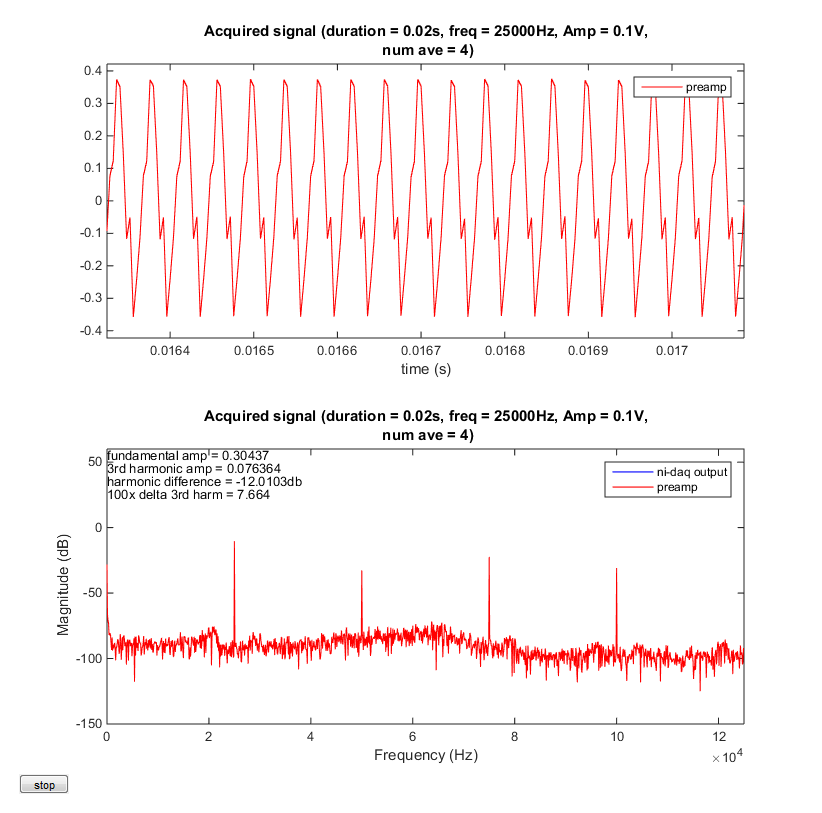 Acquired signal (duration = 0.02s, freq = 25000Hz, Amp = 0.1V,
num ave = 4)
preamp
0.4
0.3
0.2
0.1
0
-0.1
-0.2
-0.3
-0.4
0.0164 0.0165 0.0166 0.0167 0.0168 0.0169 0.017
time (s)
Acquired signal (duration = 0.02s, freq = 25000Hz, Amp = 0.1V,
num ave = 4)
fundamental amp = 0.30437
3rd harmonic amp = 0.076364
harmonic difference = -12.0103db
100x delta 3rd harm = 7.664
ni-daq output
preamp
Magnitude (dB)
50
0
-50
-100
-150
0 2 4 6 8 10 12
×10^4
Frequency (Hz)
stop